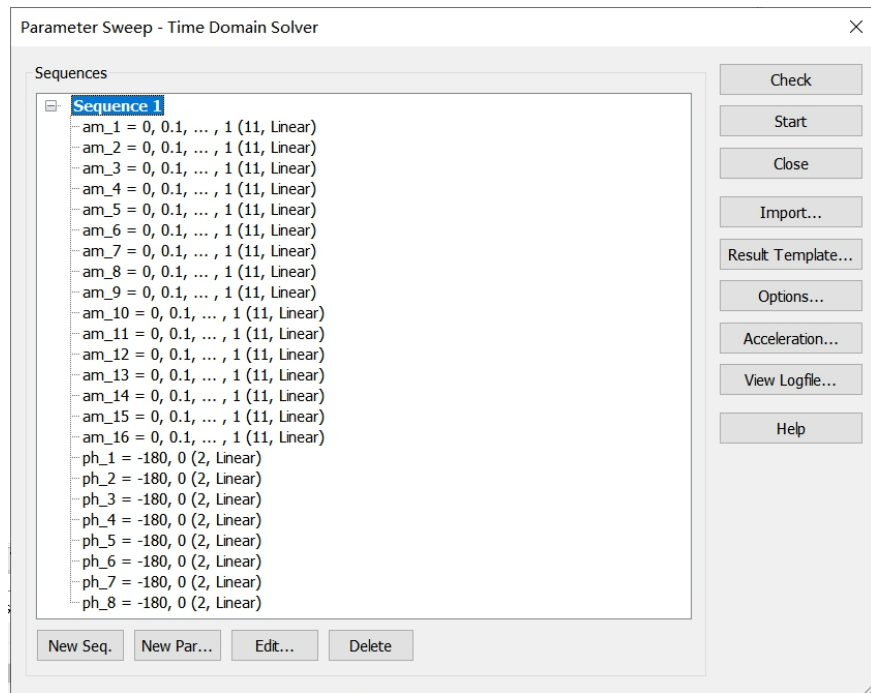 Parameter Sweep - Time Domain Solver
Sequences
Sequence 1
am_1 = 0, 0.1, ... , 1 (11, Linear)
am_2 = 0, 0.1, ... , 1 (11, Linear)
am_3 = 0, 0.1, ... , 1 (11, Linear)
am_4 = 0, 0.1, ... , 1 (11, Linear)
am_5 = 0, 0.1, ... , 1 (11, Linear)
am_6 = 0, 0.1, ... , 1 (11, Linear)
am_7 = 0, 0.1, ... , 1 (11, Linear)
am_8 = 0, 0.1, ... , 1 (11, Linear)
am_9 = 0, 0.1, ... , 1 (11, Linear)
am_10 = 0, 0.1, ... , 1 (11, Linear)
am_11 = 0, 0.1, ... , 1 (11, Linear)
am_12 = 0, 0.1, ... , 1 (11, Linear)
am_13 = 0, 0.1, ... , 1 (11, Linear)
am_14 = 0, 0.1, ... , 1 (11, Linear)
am_15 = 0, 0.1, ... , 1 (11, Linear)
am_16 = 0, 0.1, ... , 1 (11, Linear)
ph_1 = -180, 0 (2, Linear)
ph_2 = -180, 0 (2, Linear)
ph_3 = -180, 0 (2, Linear)
ph_4 = -180, 0 (2, Linear)
ph_5 = -180, 0 (2, Linear)
ph_6 = -180, 0 (2, Linear)
ph_7 = -180, 0 (2, Linear)
ph_8 = -180, 0 (2, Linear)
New Seq.
New Par...
Edit...
Delete
Check
Start
Close
Import...
Result Template...
Options...
Acceleration...
View Logfile...
Help